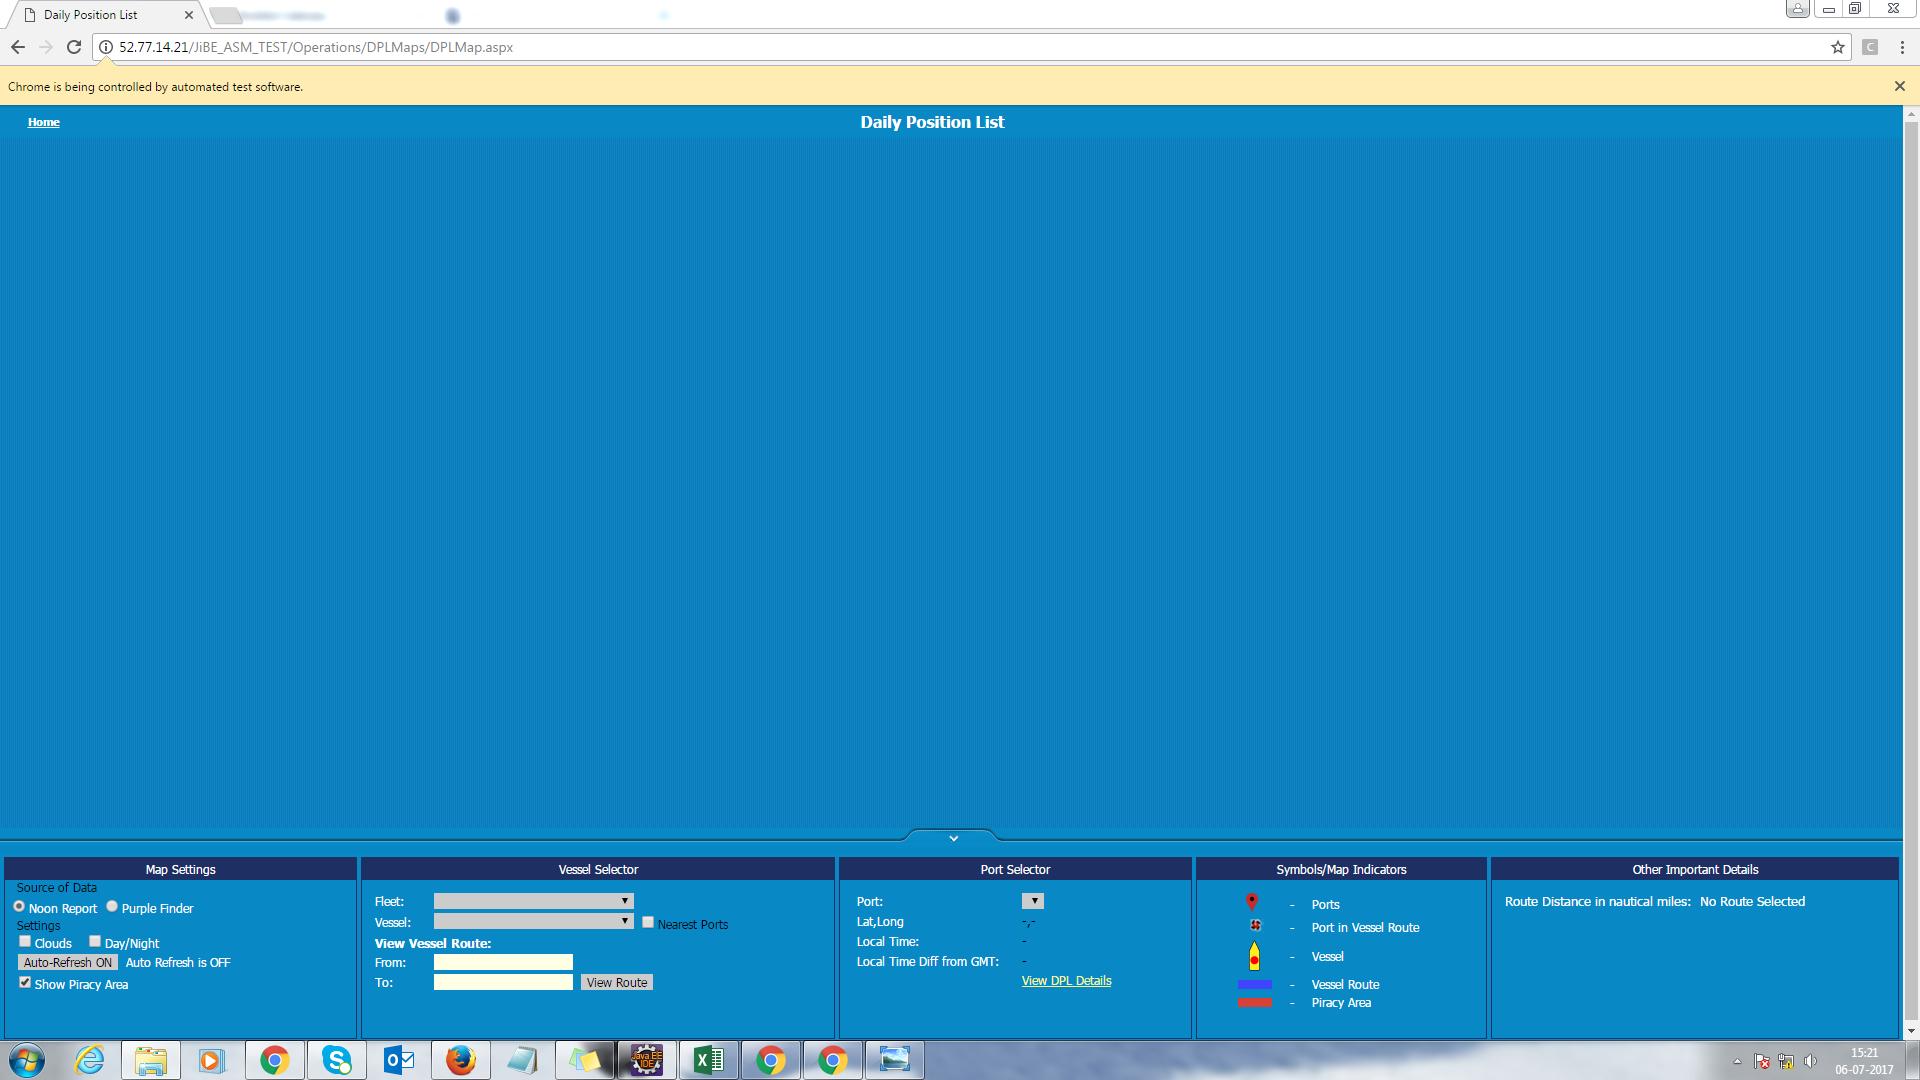 Daily Position List
52.77.14.21/JiBE_ASM_TEST/Operations/DPLMaps/DPLMap.aspx
C
Chrome is being controlled by automated test software.
Home
Daily Position List
Map Settings
Source of Data
Noon Report Purple Finder
Settings
Clouds Day/Night
Auto-Refresh ON Auto Refresh is OFF
Show Piracy Area
Vessel Selector
Fleet:
Vessel: Nearest Ports
View Vessel Route:
From:
To: View Route
Port Selector
Port:
Lat,Long -,-
Local Time: -
Local Time Diff from GMT: -
View DPL Details
Symbols/Map Indicators
- Ports
- Port in Vessel Route
- Vessel
- Vessel Route
- Piracy Area
Other Important Details
Route Distance in nautical miles: No Route Selected
Java EE
IDE
15:21
06-07-2017